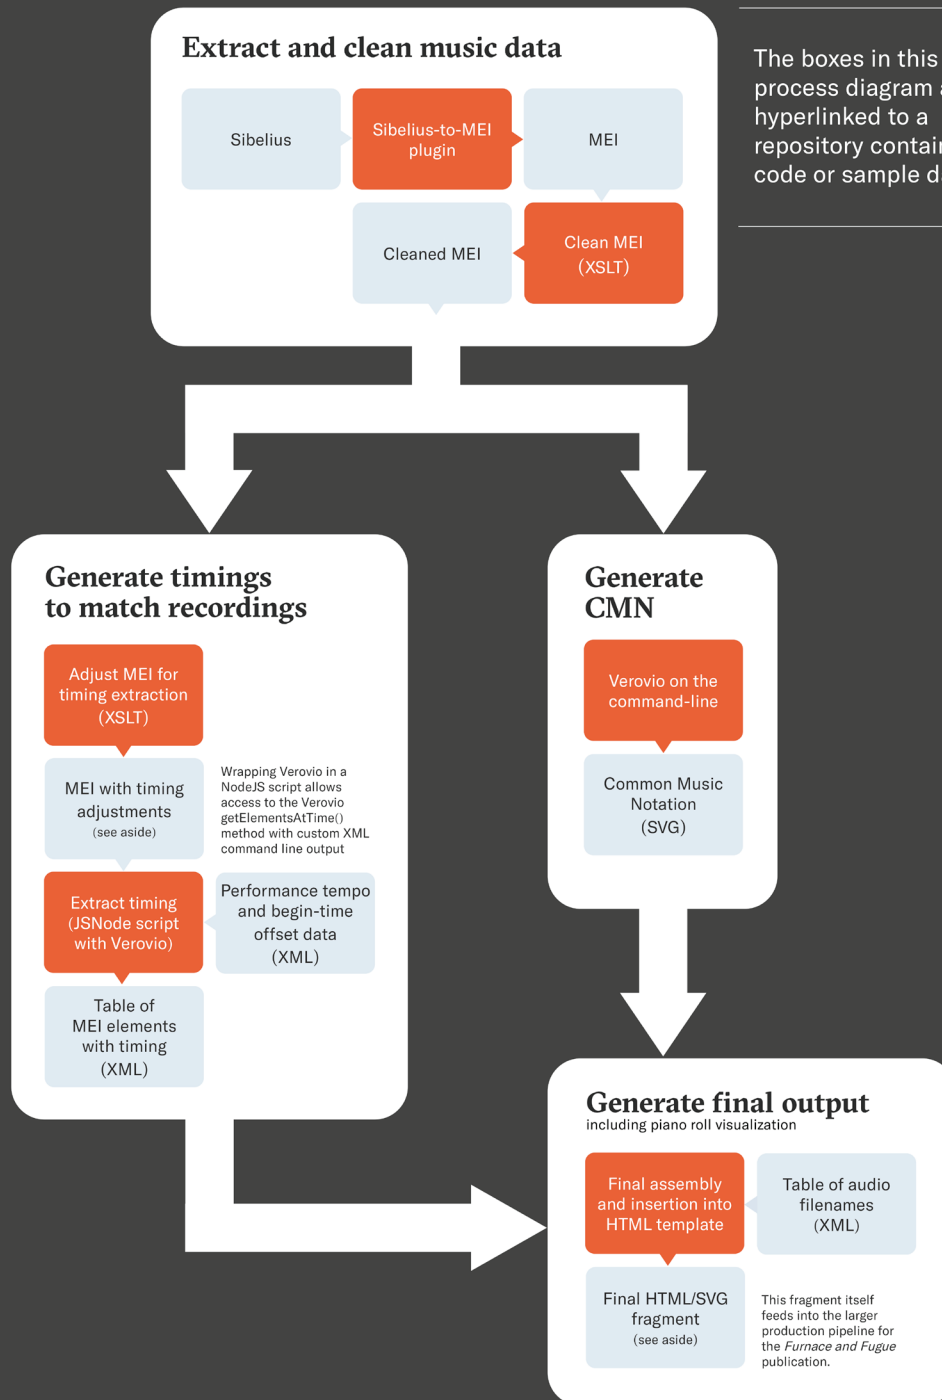 Extract and clean music data
Sibelius
Sibelius-to-MEI
plugin
MEI
Cleaned MEI
Clean MEI
(XSLT)
The boxes in this
process diagram
hyperlinked to a
repository
code or sample
Generate timings
to match recordings
Adjust MEI for
timing extraction
(XSLT)
MEI with timing
adjustments
(see aside)
Wrapping Verovio in a
NodeJS script allows
access to the Verovio
getElementsAtTime()
method with custom XML
command line output
Extract timing
(JSNode script
with Verovio)
Performance tempo
and begin-time
offset data
(XML)
Table of
MEI elements
with timing
(XML)
Generate
CMN
Verovio on the
command-line
Common Music
Notation
(SVG)
Generate final output
including piano roll visualization
Final assembly
and insertion into
HTML template
Table of audio
filenames
(XML)
Final HTML/SVG
fragment
(see aside)
This fragment itself
feeds into the larger
production pipeline for
the Furnace and Fugue
publication.